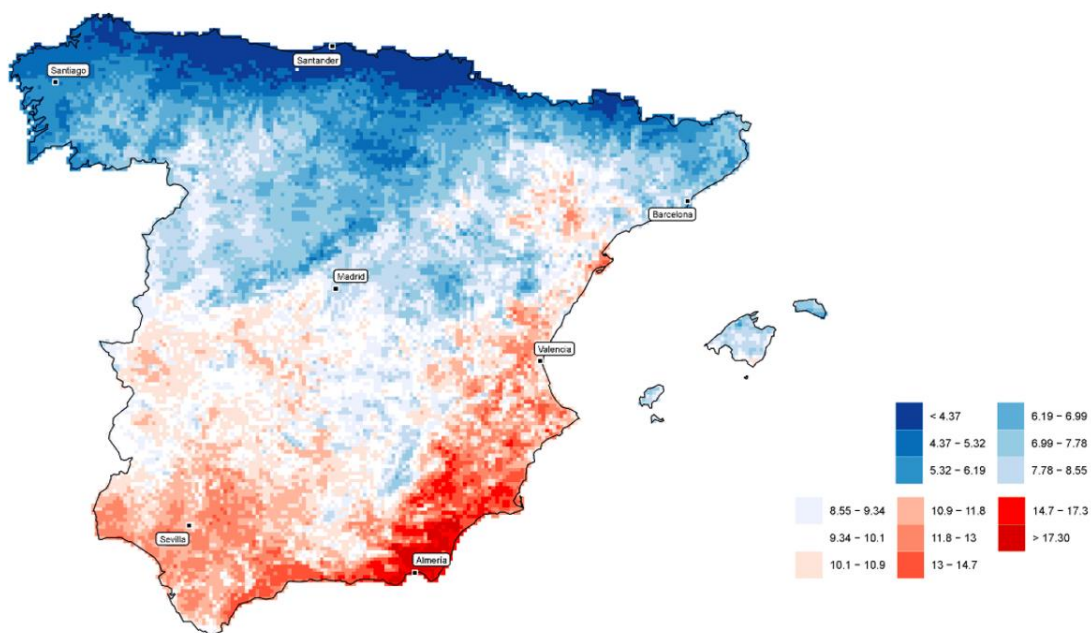 Santander
Santiago
Barcelona
Madrid
Valencia
Sevilla
Almería
< 4.37
4.37 – 5.32
5.32 – 6.19
6.19 – 6.99
6.99 – 7.78
7.78 – 8.55
8.55 – 9.34
9.34 – 10.1
10.1 – 10.9
10.9 – 11.8
11.8 – 13
13 – 14.7
14.7 – 17.3
> 17.30